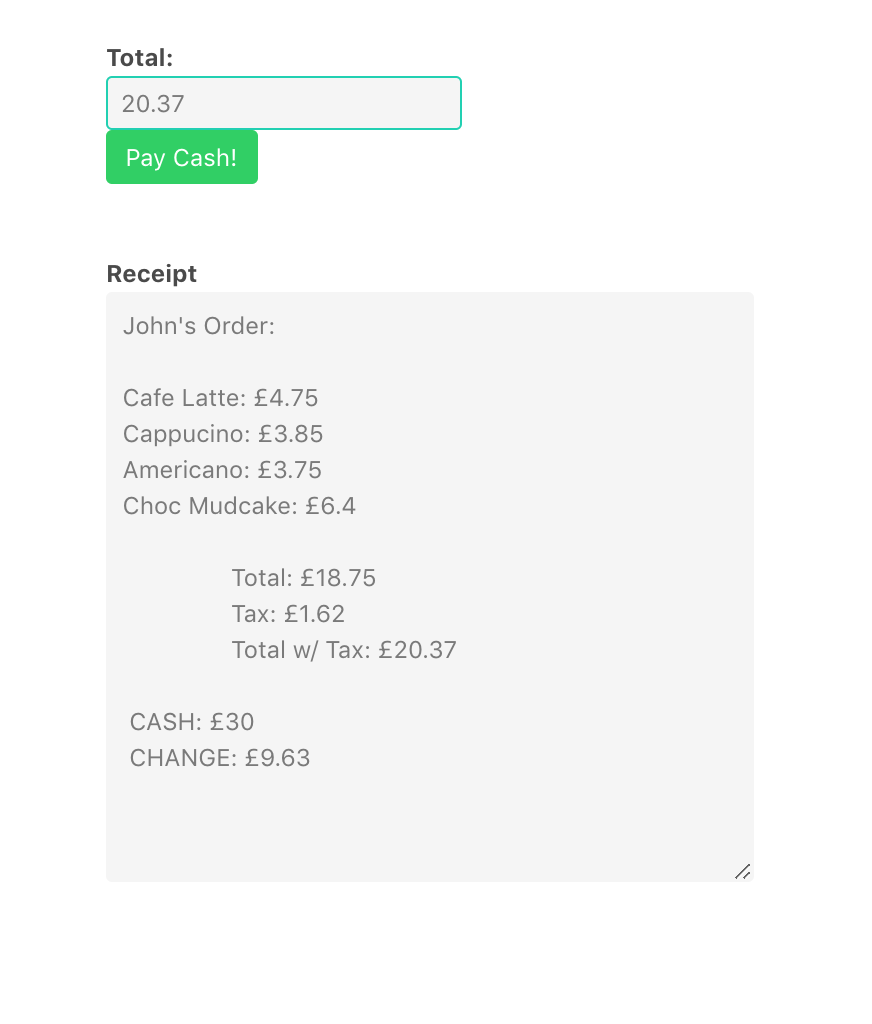 Total:
20.37
Pay Cash!
Receipt
John's Order:
Cafe Latte: £4.75
Cappucino: £3.85
Americano: £3.75
Choc Mudcake: £6.4
Total: £18.75
Tax: £1.62
Total w/ Tax: £20.37
CASH: £30
CHANGE: £9.63